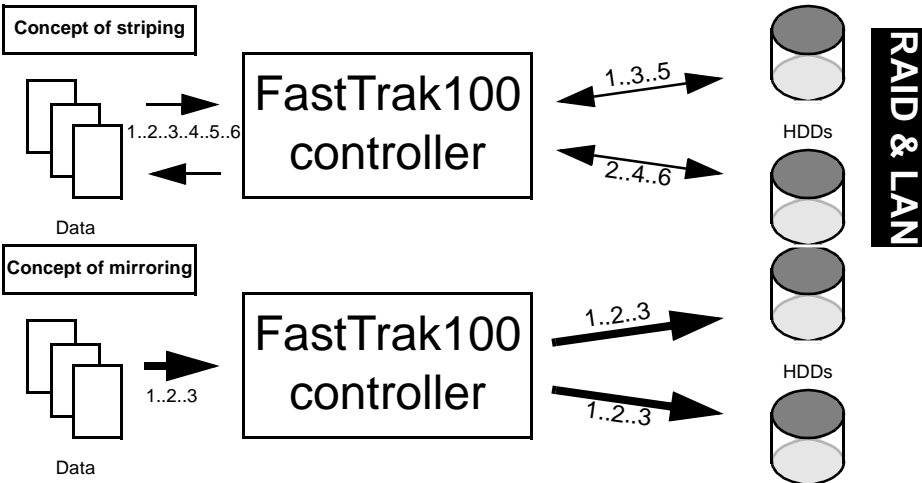 Concept of striping
FastTrak100
controller
1..2..3..4..5..6
Data
1..3..5
2..4..6
HDDs
Concept of mirroring
FastTrak100
controller
1..2..3
Data
1..2..3
1..2..3
HDDs
RAID & LAN